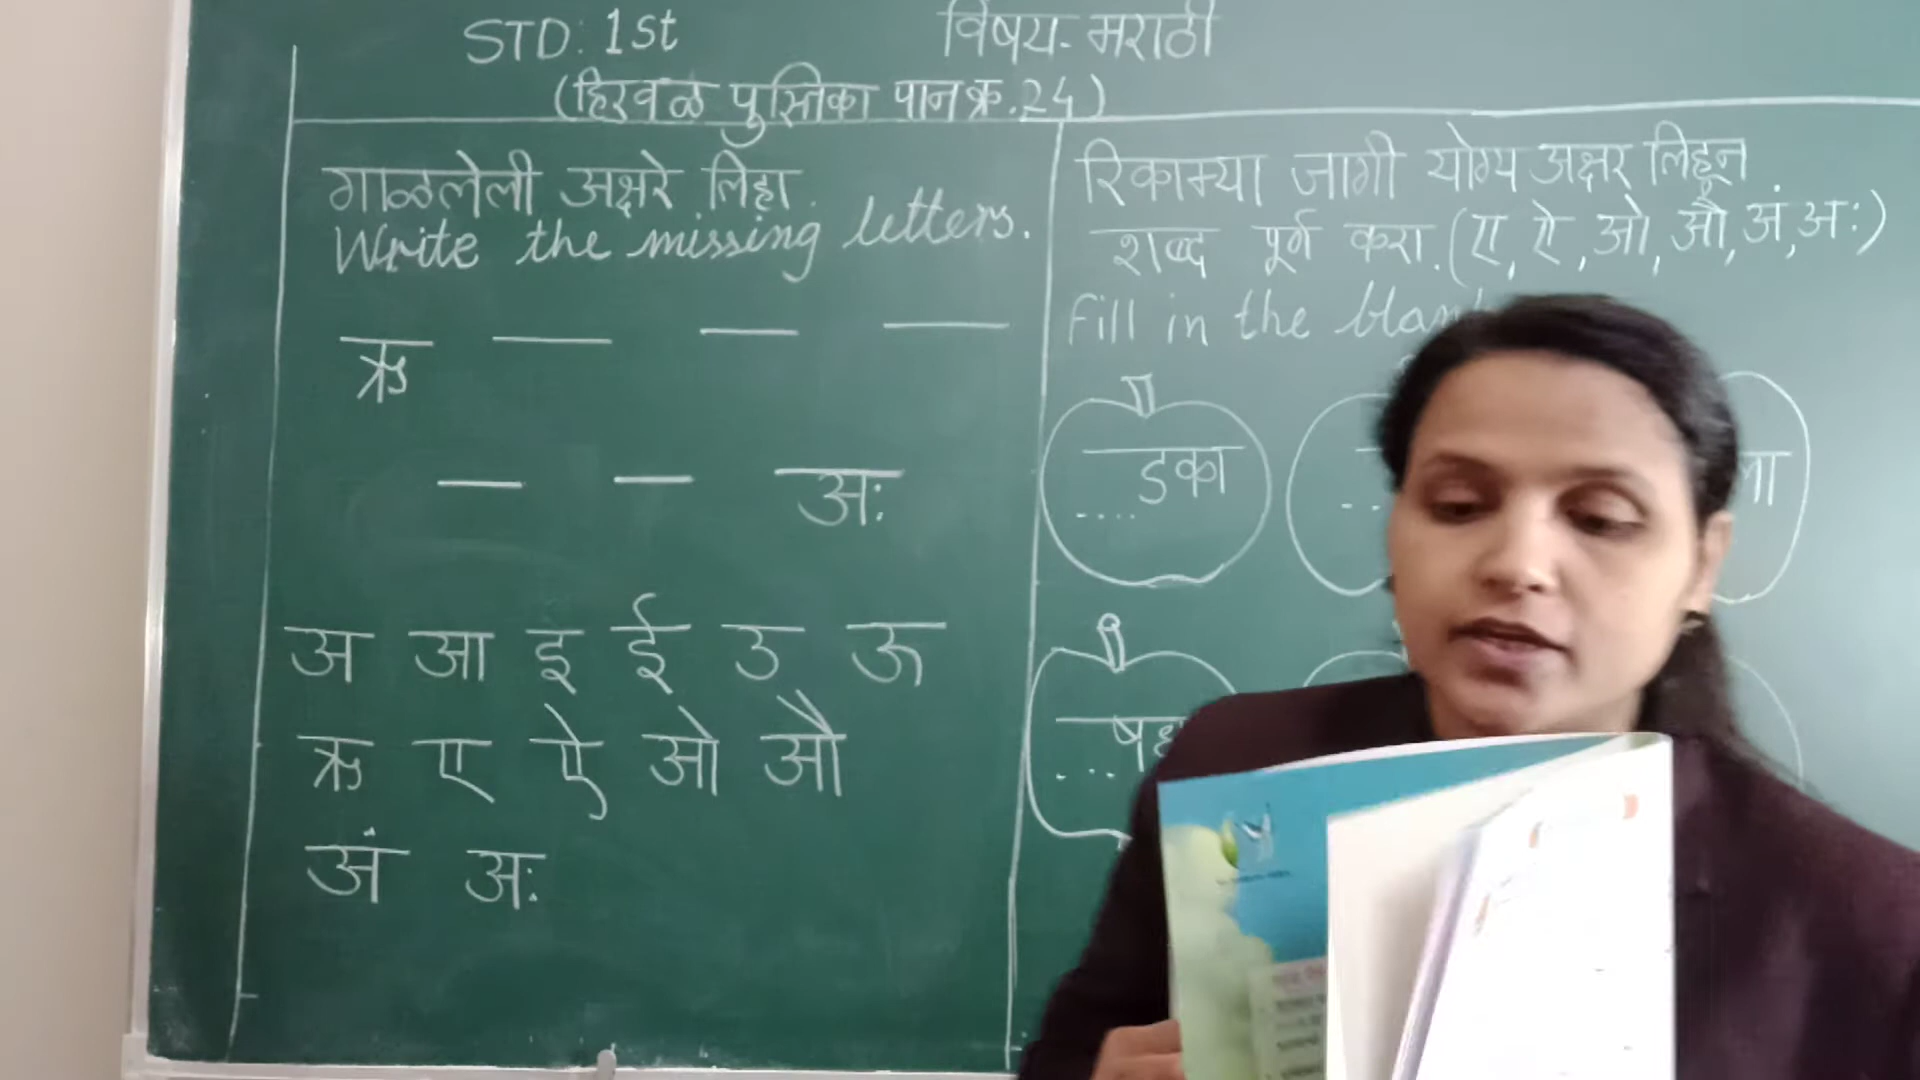 STD: 1st विषय- मराठी
(हिरवळ पुस्तिका पान क्र. 24)
गाळलेली अक्षरे लिहा.
Write the missing letters.
ऋ
अः
अ आ इ ई उ ऊ
ऋ ए ऐ ओ औ
अं अः
रिकाम्या जागी योग्य अक्षर लिहून
शब्द पूर्ण करा. (ए, ऐ, ओ, औ, अं, अः)
Fill in the
.... डका